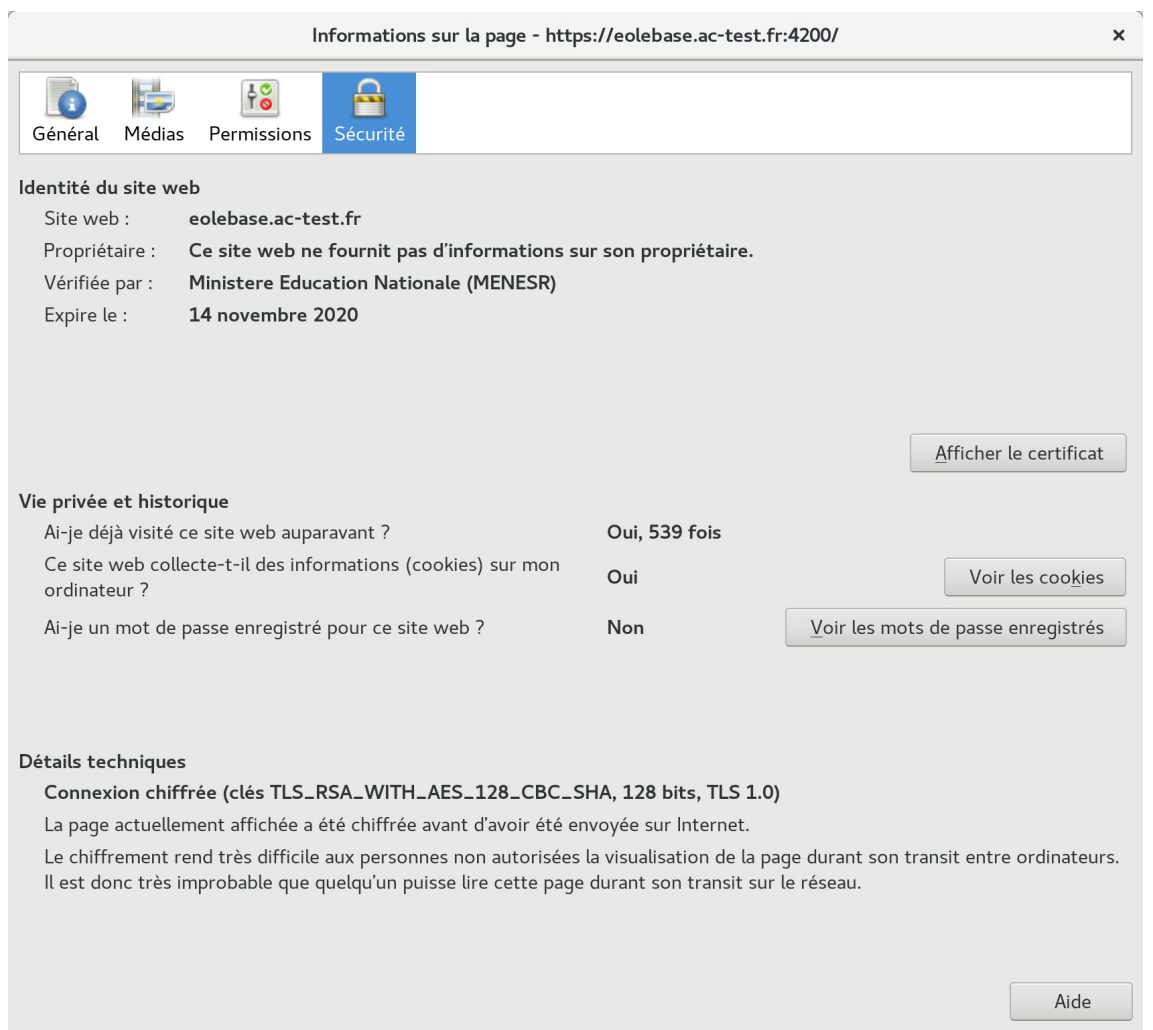 Informations sur la page - https://eolebase.ac-test.fr:4200/
×
Général Médias Permissions Sécurité
Identité du site web
Site web : eolebase.ac-test.fr
Propriétaire : Ce site web ne fournit pas d'informations sur son propriétaire.
Vérifiée par : Ministere Education Nationale (MENESR)
Expire le : 14 novembre 2020
Afficher le certificat
Vie privée et historique
Ai-je déjà visité ce site web auparavant ? Oui, 539 fois
Ce site web collecte-t-il des informations (cookies) sur mon
ordinateur ?
Oui Voir les cookies
Ai-je un mot de passe enregistré pour ce site web ? Non Voir les mots de passe enregistrés
Détails techniques
Connexion chiffrée (clés TLS_RSA_WITH_AES_128_CBC_SHA, 128 bits, TLS 1.0)
La page actuellement affichée a été chiffrée avant d'avoir été envoyée sur Internet.
Le chiffrement rend très difficile aux personnes non autorisées la visualisation de la page durant son transit entre ordinateurs.
Il est donc très improbable que quelqu'un puisse lire cette page durant son transit sur le réseau.
Aide